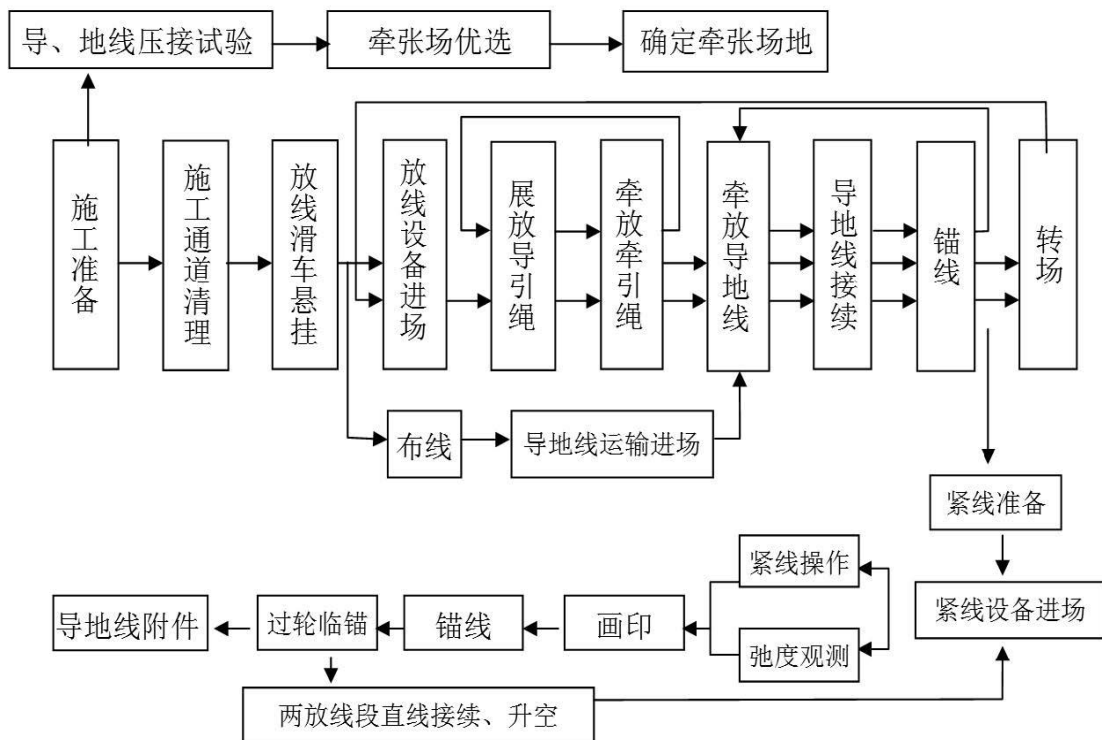 导、地线压接试验
牵张场优选
确定牵张场地
施工准备
施工通道清理
放线滑车悬挂
放线设备进场
展放导引绳
牵放牵引绳
牵放导地线
导地线接续
锚线
转场
布线
导地线运输进场
紧线准备
紧线操作
紧线设备进场
导地线附件
过轮临锚
锚线
画印
弛度观测
两放线段直线接续、升空